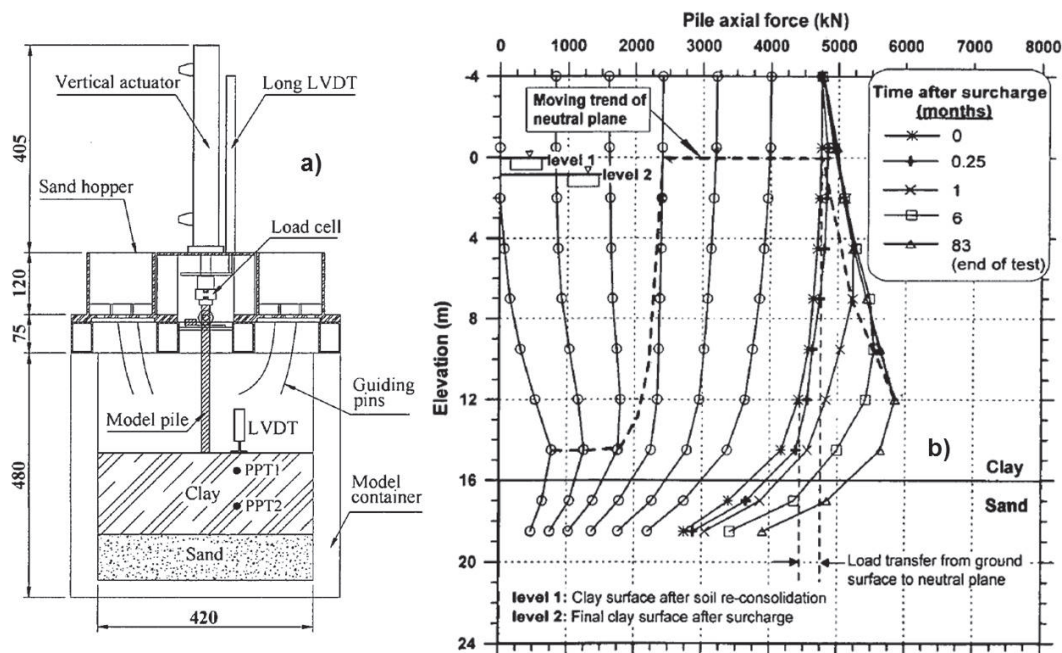 405
120
75
480
420
Vertical actuator
Long LVDT
a)
Sand hopper
Load cell
Guiding
pins
Model pile
LVDT
PPT1
Clay
PPT2
Model
container
Sand
Pile axial force (kN)
0 1000 2000 3000 4000 5000 6000 7000 8000
Elevation (m)
-4
0
4
8
12
16
20
24
Moving trend of
neutral plane
level 1
level 2
Time after surcharge
(months)
0
0.25
1
6
83
(end of test)
b)
Clay
Sand
Load transfer from ground
surface to neutral plane
level 1: Clay surface after soil re-consolidation
level 2: Final clay surface after surcharge